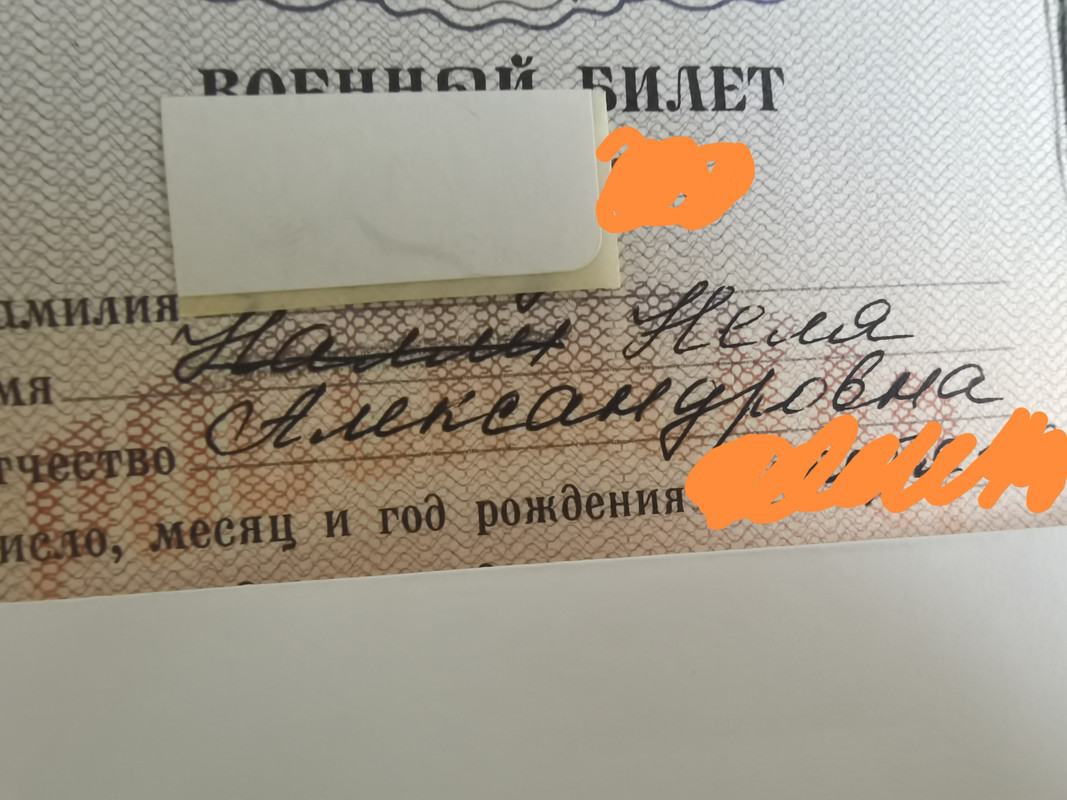 ВОЕННЫЙ БИЛЕТ
амилия
мя Неля
тчество Александровна
исло, месяц и год рождения